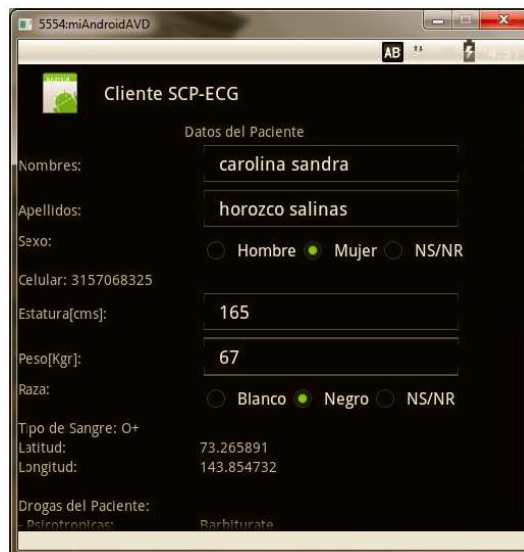 5554:miAndroidAVD
AB
Cliente SCP-ECG
Datos del Paciente
Nombres: carolina sandra
Apellidos: horozco salinas
Sexo: Hombre Mujer NS/NR
Celular: 3157068325
Estatura[cms]: 165
Peso[Kgr]: 67
Raza: Blanco Negro NS/NR
Tipo de Sangre: O+
Latitud: 73.265891
Longitud: 143.854732
Drogas del Paciente:
- Psicotronicas: Barbiturate